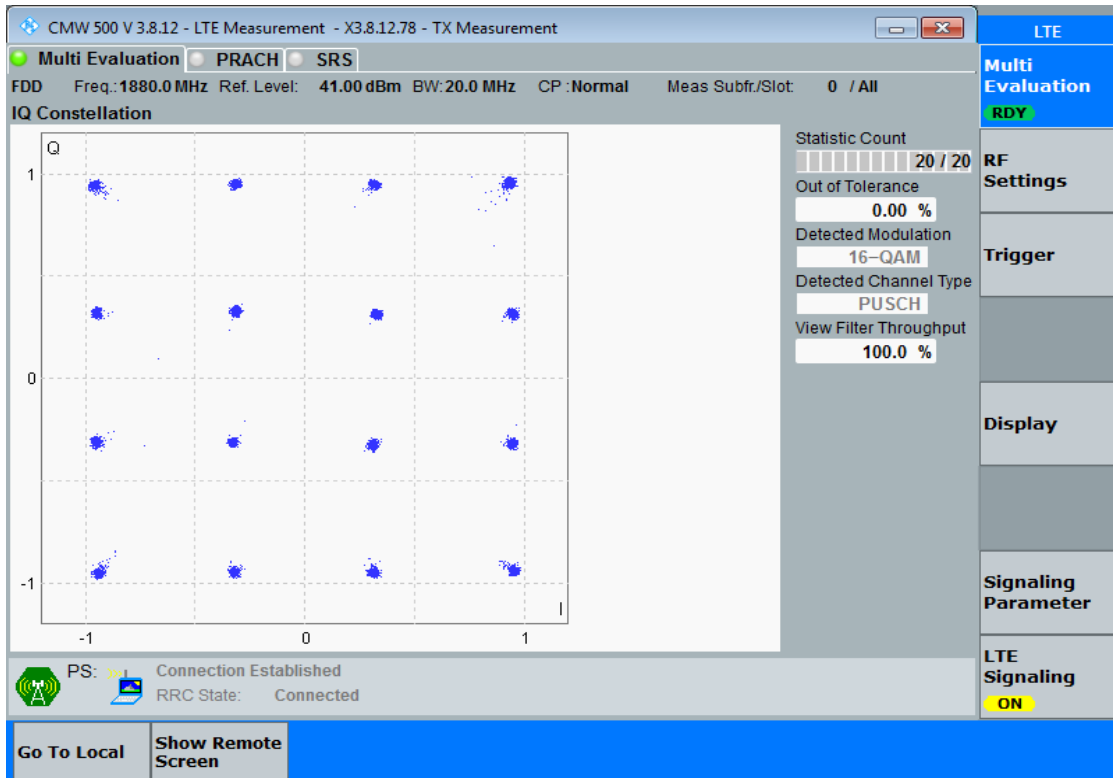 CMW 500 V 3.8.12 - LTE Measurement - X3.8.12.78 - TX Measurement
LTE
Multi Evaluation PRACH SRS
Multi
Evaluation
RDY
FDD Freq.:1880.0 MHz Ref. Level: 41.00 dBm BW:20.0 MHz CP :Normal Meas Subfr./Slot: 0 / All
IQ Constellation
Q
1
0
-1
-1 0 1
I
Statistic Count
20 / 20
Out of Tolerance
0.00 %
Detected Modulation
16-QAM
Detected Channel Type
PUSCH
View Filter Throughput
100.0 %
RF
Settings
Trigger
Display
Signaling
Parameter
LTE
Signaling
ON
PS: Connection Established
RRC State: Connected
Go To Local
Show Remote
Screen